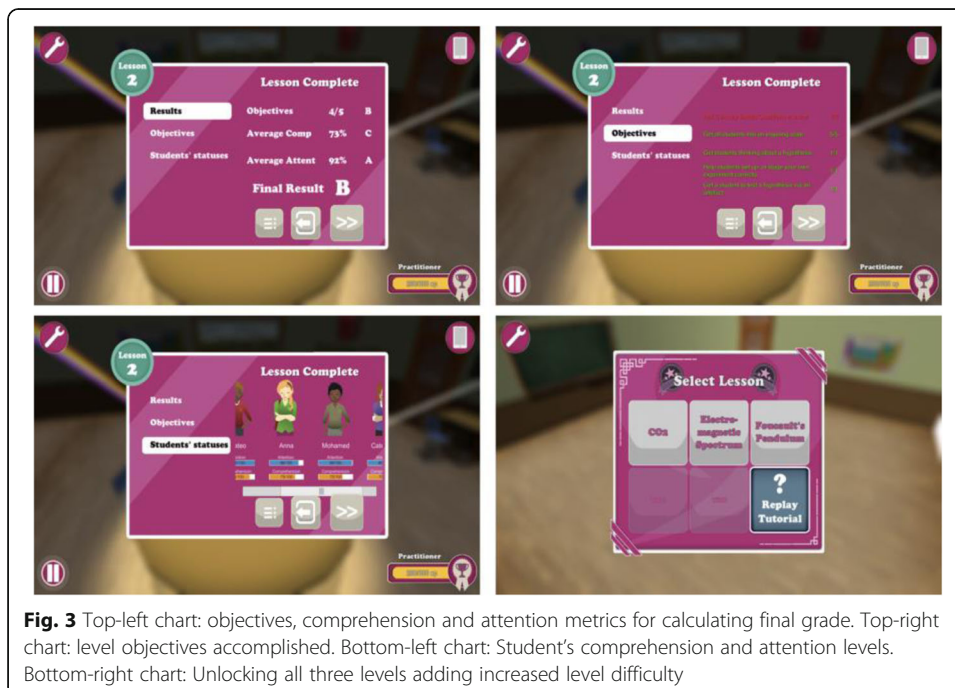 Lesson
2
Lesson Complete
Results
Objectives 4/5 B
Objectives
Average Comp 73% C
Students' statuses
Average Attent 92% A
Final Result B
Practitioner
Lesson
2
Lesson Complete
Results
Objectives
Students' statuses
Practitioner
Lesson
2
Lesson Complete
Results
Objectives
Students' statuses
Anna Mohamed
Attention Attention
Comprehension Comprehension
Practitioner
Select Lesson
CO2
Electro-
magnetic
Spectrum
Foucault's
Pendulum
?
Replay
Tutorial
Fig. 3 Top-left chart: objectives, comprehension and attention metrics for calculating final grade. Top-right
chart: level objectives accomplished. Bottom-left chart: Student's comprehension and attention levels.
Bottom-right chart: Unlocking all three levels adding increased level difficulty